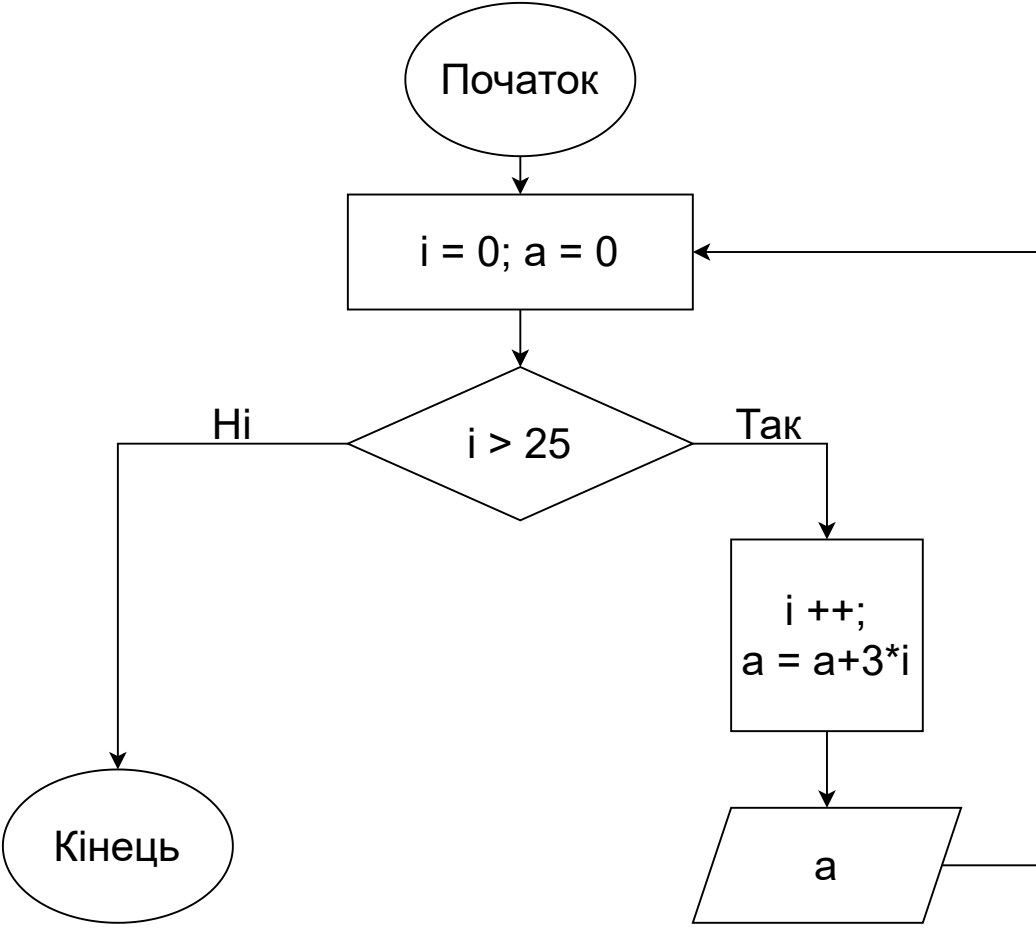 Початок
i = 0; a = 0
Ні
Так
i > 25
i ++;
a = a+3*i
Кінець
a